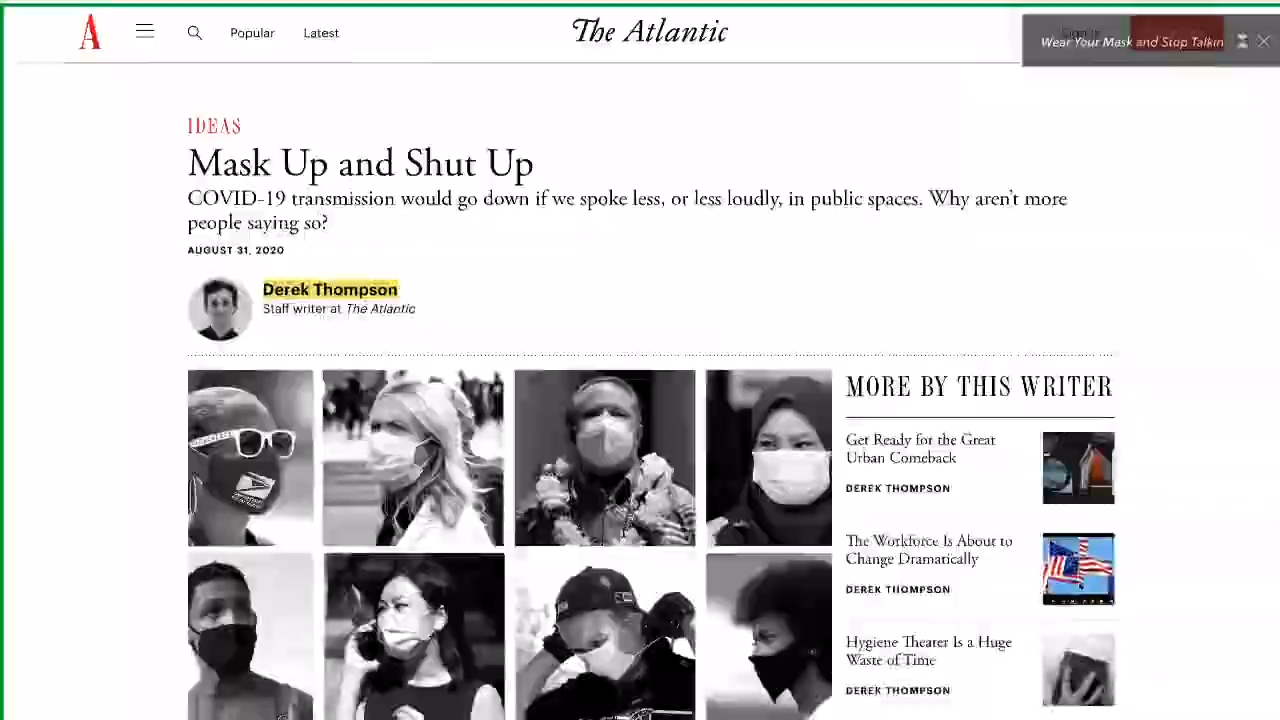 A
Popular
Latest
The Atlantic
Wear Your Mask and Stop Talkin
IDEAS
Mask Up and Shut Up
COVID-19 transmission would go down if we spoke less, or less loudly, in public spaces. Why aren't more
people saying so?
AUGUST 31, 2020
Derek Thompson
Staff writer at The Atlantic
MORE BY THIS WRITER
Get Ready for the Great
Urban Comeback
DEREK THOMPSON
The Workforce Is About to
Change Dramatically
DEREK THOMPSON
Hygiene Theater Is a Huge
Waste of Time
DEREK THOMPSON